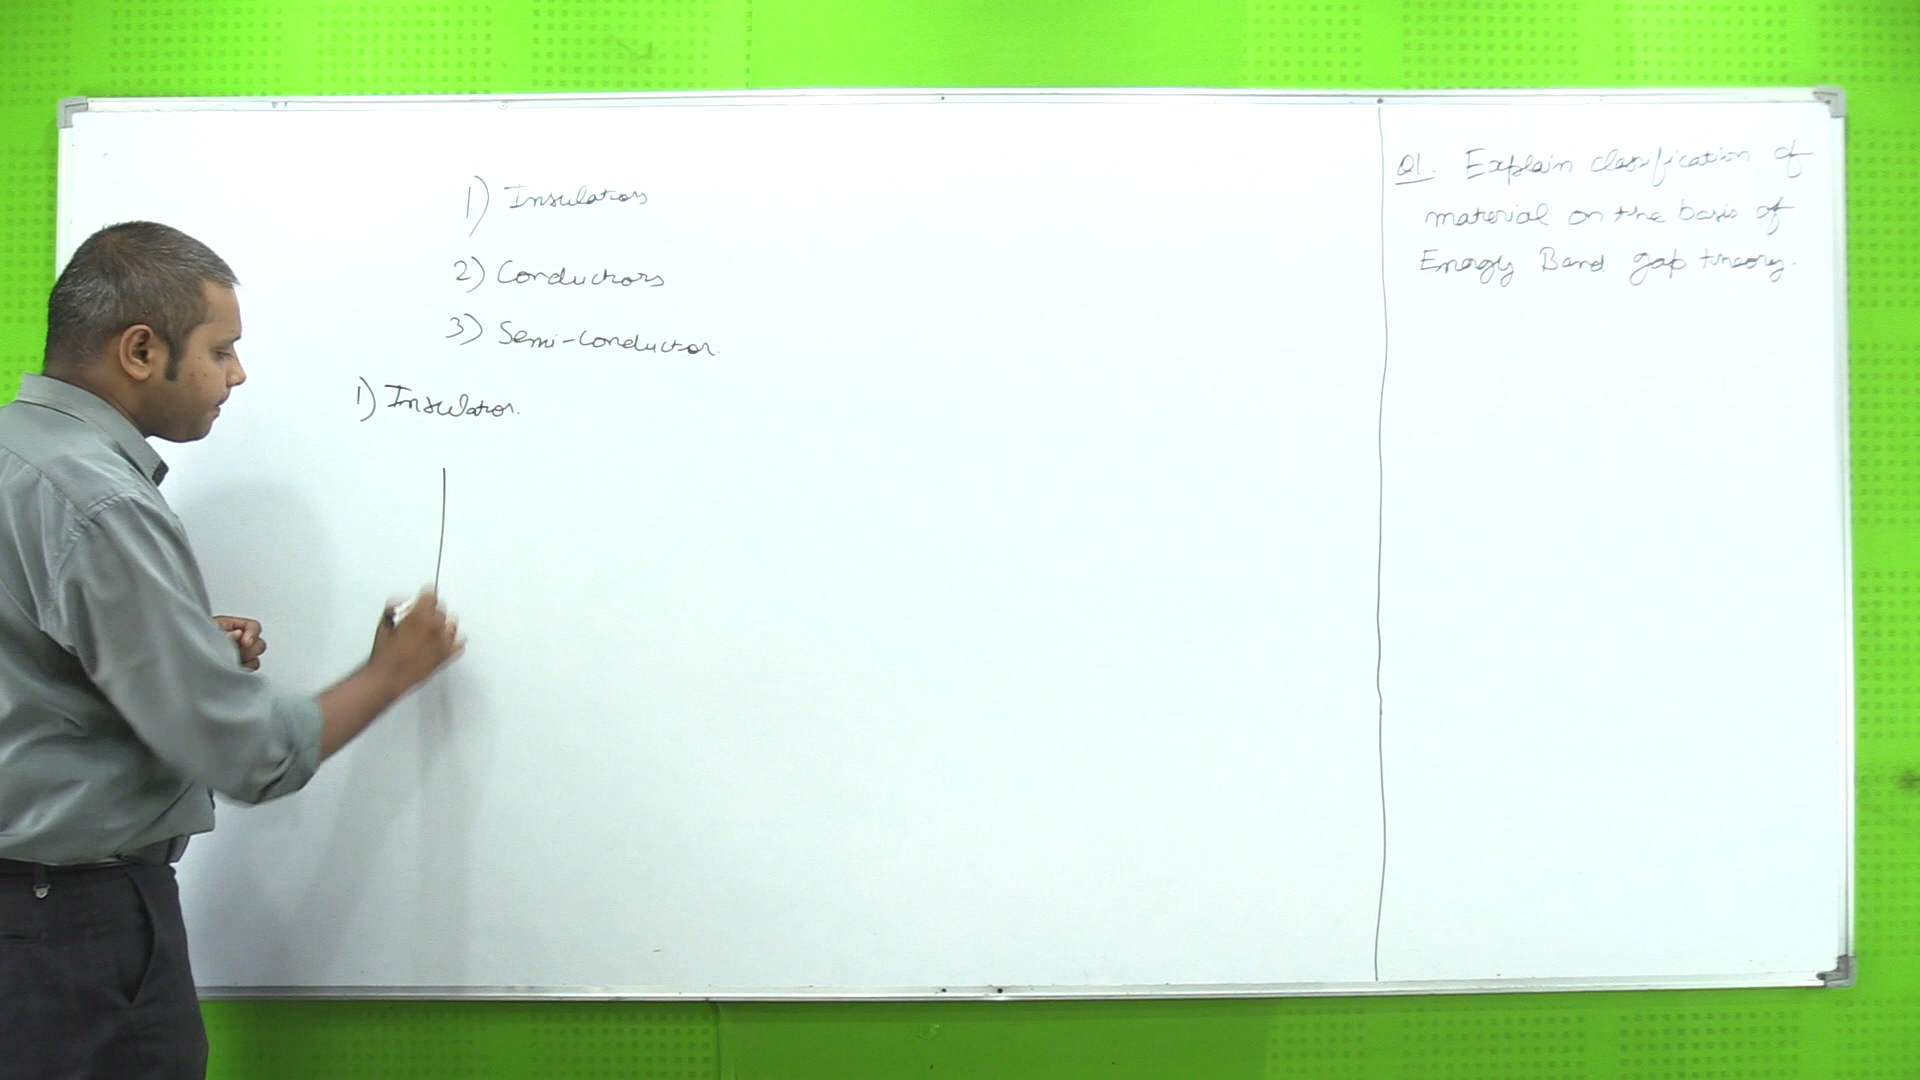 1) Insulators
2) Conductors
3) Semi-conductor.
1) Insulator.
Q1. Explain classification of
material on the basis of
Energy Band gap theory.